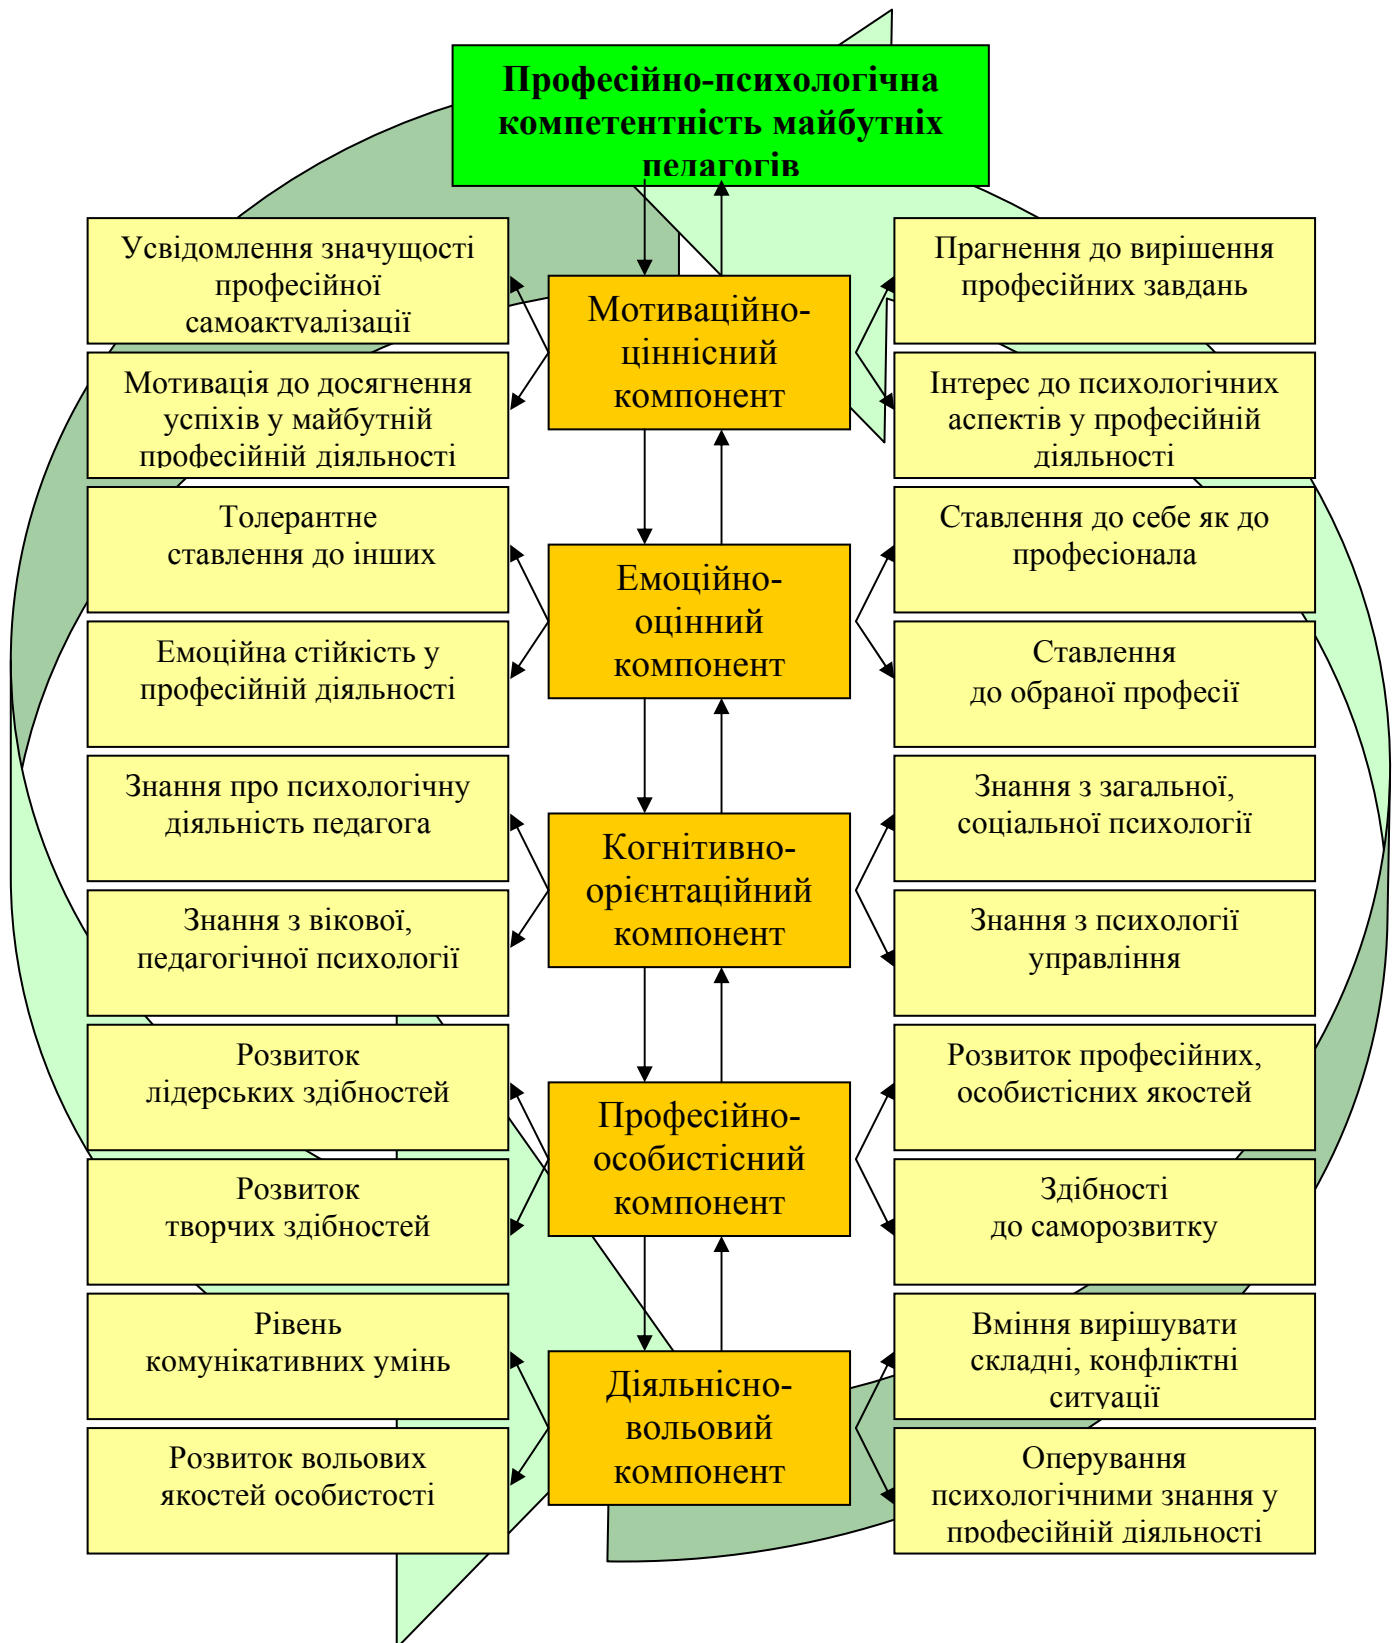 Професійно-психологічна
компетентність майбутніх
педагогів
Усвідомлення значущості
професійної
самоактуалізації
Мотиваційно-
ціннісний
компонент
Прагнення до вирішення
професійних завдань
Мотивація до досягнення
успіхів у майбутній
професійній діяльності
Інтерес до психологічних
аспектів у професійній
діяльності
Толерантне
ставлення до інших
Емоційно-
оцінний
компонент
Ставлення до себе як до
професіонала
Емоційна стійкість у
професійній діяльності
Ставлення
до обраної професії
Знання про психологічну
діяльність педагога
Когнітивно-
орієнтаційний
компонент
Знання з загальної,
соціальної психології
Знання з вікової,
педагогічної психології
Знання з психології
управління
Розвиток
лідерських здібностей
Професійно-
особистісний
компонент
Розвиток професійних,
особистісних якостей
Розвиток
творчих здібностей
Здібності
до саморозвитку
Рівень
комунікативних умінь
Діяльнісно-
вольовий
компонент
Вміння вирішувати
складні, конфліктні
ситуації
Розвиток вольових
якостей особистості
Оперування
психологічними знання у
професійній діяльності